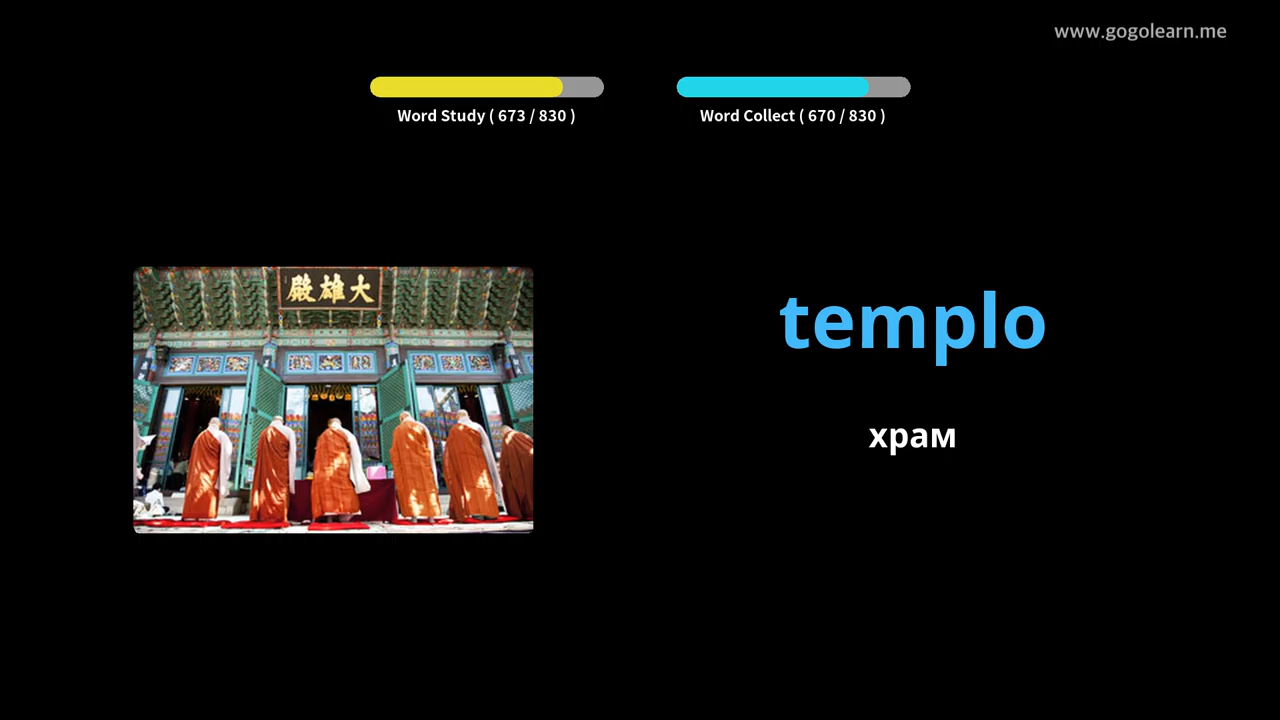 www.gogolearn.me
Word Study ( 673 / 830 )
Word Collect ( 670 / 830 )
殿雄大
templo
храм